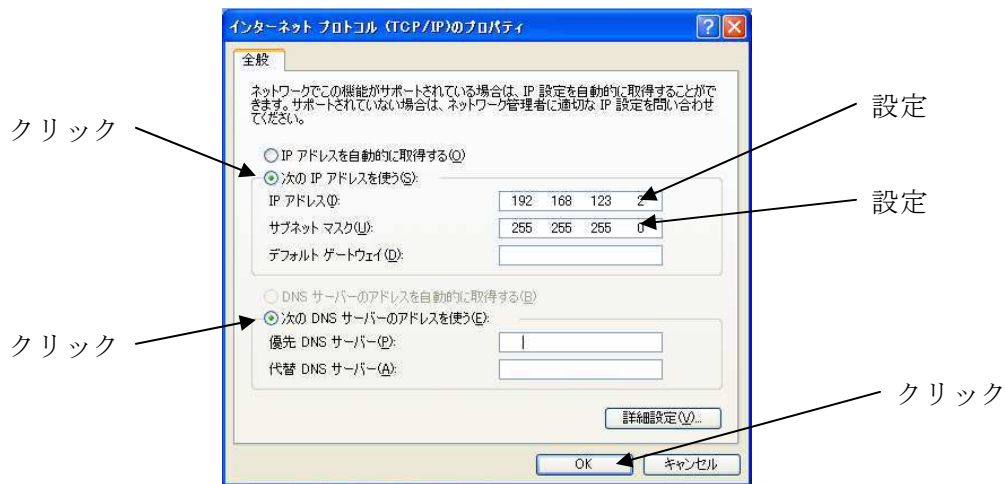 インターネット プロトコル (TCP/IP)のプロパティ
全般
ネットワークでこの機能がサポートされている場合は、IP 設定を自動的に取得することがで
きます。サポートされていない場合は、ネットワーク管理者に適切な IP 設定を問い合わせ
てください。
設定
クリック
IP アドレスを自動的に取得する(O)
次の IP アドレスを使う(S):
IP アドレス(I):
192 168 123 2
設定
サブネット マスク(U):
255 255 255 0
デフォルト ゲートウェイ(D):
DNS サーバーのアドレスを自動的に取得する(B)
次の DNS サーバーのアドレスを使う(E):
クリック
優先 DNS サーバー(P):
代替 DNS サーバー(A):
クリック
詳細設定(V)...
OK
キャンセル